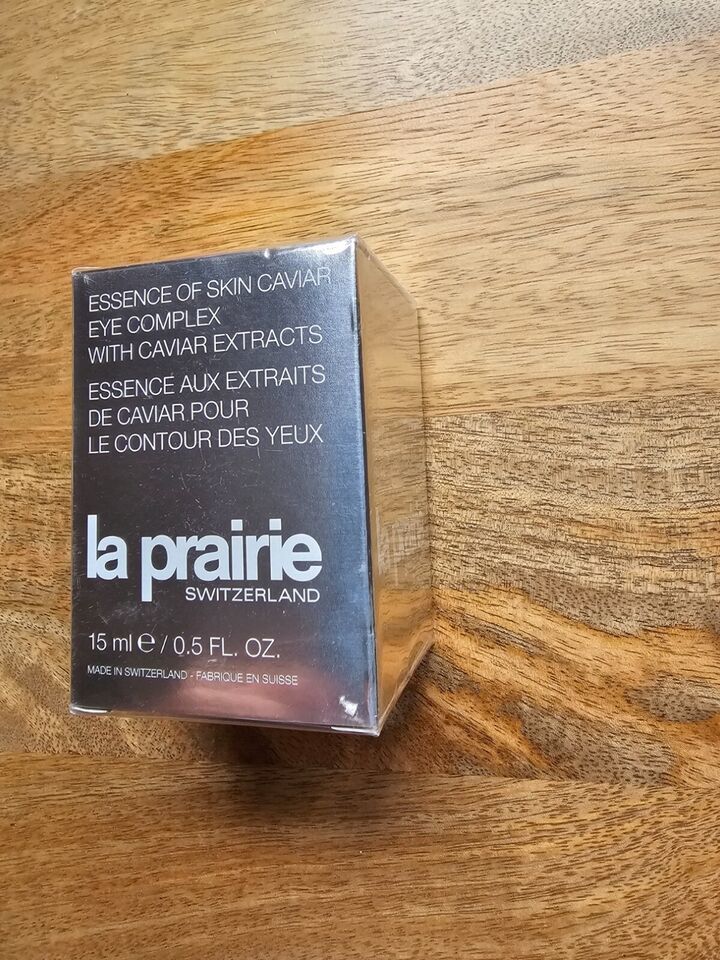 ESSENCE OF SKIN CAVIAR
EYE COMPLEX
WITH CAVIAR EXTRACTS
ESSENCE AUX EXTRAITS
DE CAVIAR POUR
LE CONTOUR DES YEUX
la prairie
SWITZERLAND
15 ml ℮ / 0.5 FL. OZ.
MADE IN SWITZERLAND - FABRIQUE EN SUISSE